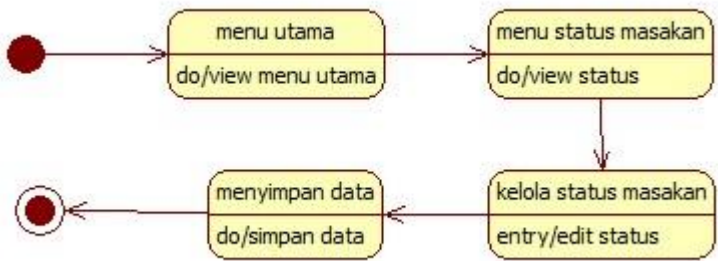 menu utama
do/view menu utama
menu status masakan
do/view status
kelola status masakan
entry/edit status
menyimpan data
do/simpan data